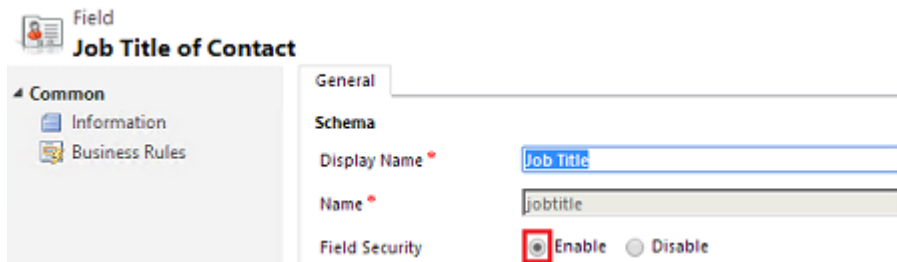 Field
Job Title of Contact
Common
Information
Business Rules
General
Schema
Display Name *
Job Title
Name *
jobtitle
Field Security
Enable Disable